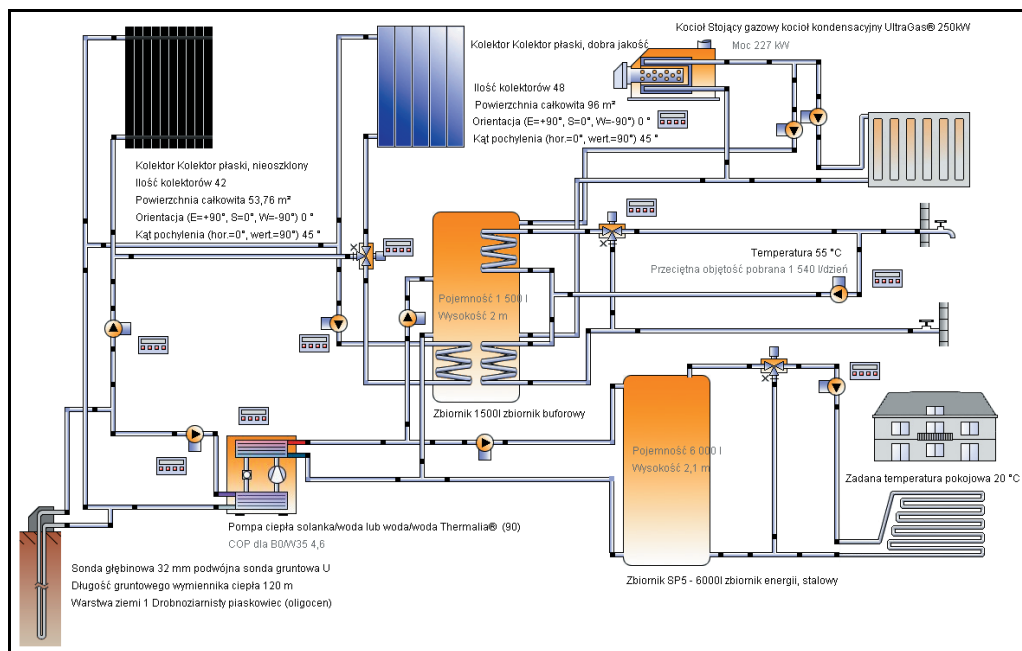 Kocioł Stojący gazowy kocioł kondensacyjny UltraGas® 250kW
Moc 227 kW
Kolektor Kolektor płaski, dobra jakość
Ilość kolektorów 48
Powierzchnia całkowita 96 m²
Orientacja (E=+90°, S=0°, W=-90°) 0 °
Kąt pochylenia (hor.=0°, wert.=90°) 45 °
Kolektor Kolektor płaski, nieoszklony
Ilość kolektorów 42
Powierzchnia całkowita 53,76 m²
Orientacja (E=+90°, S=0°, W=-90°) 0 °
Kąt pochylenia (hor.=0°, wert.=90°) 45 °
Temperatura 55 °C
Przeciętna objętość pobrana 1 540 l/dzień
Pojemność 1 500 l
Wysokość 2 m
Zbiornik 1500l zbiornik buforowy
Pojemność 6 000 l
Wysokość 2,1 m
Zadana temperatura pokojowa 20 °C
Pompa ciepła solanka/woda lub woda/woda Thermalia® (90)
COP dla B0/W35 4,6
Sonda głębinowa 32 mm podwójna sonda gruntowa U
Długość gruntowego wymiennika ciepła 120 m
Warstwa ziemi 1 Drobnoziarnisty piaskowiec (oligocen)
Zbiornik SP5 - 6000l zbiornik energii, stalowy